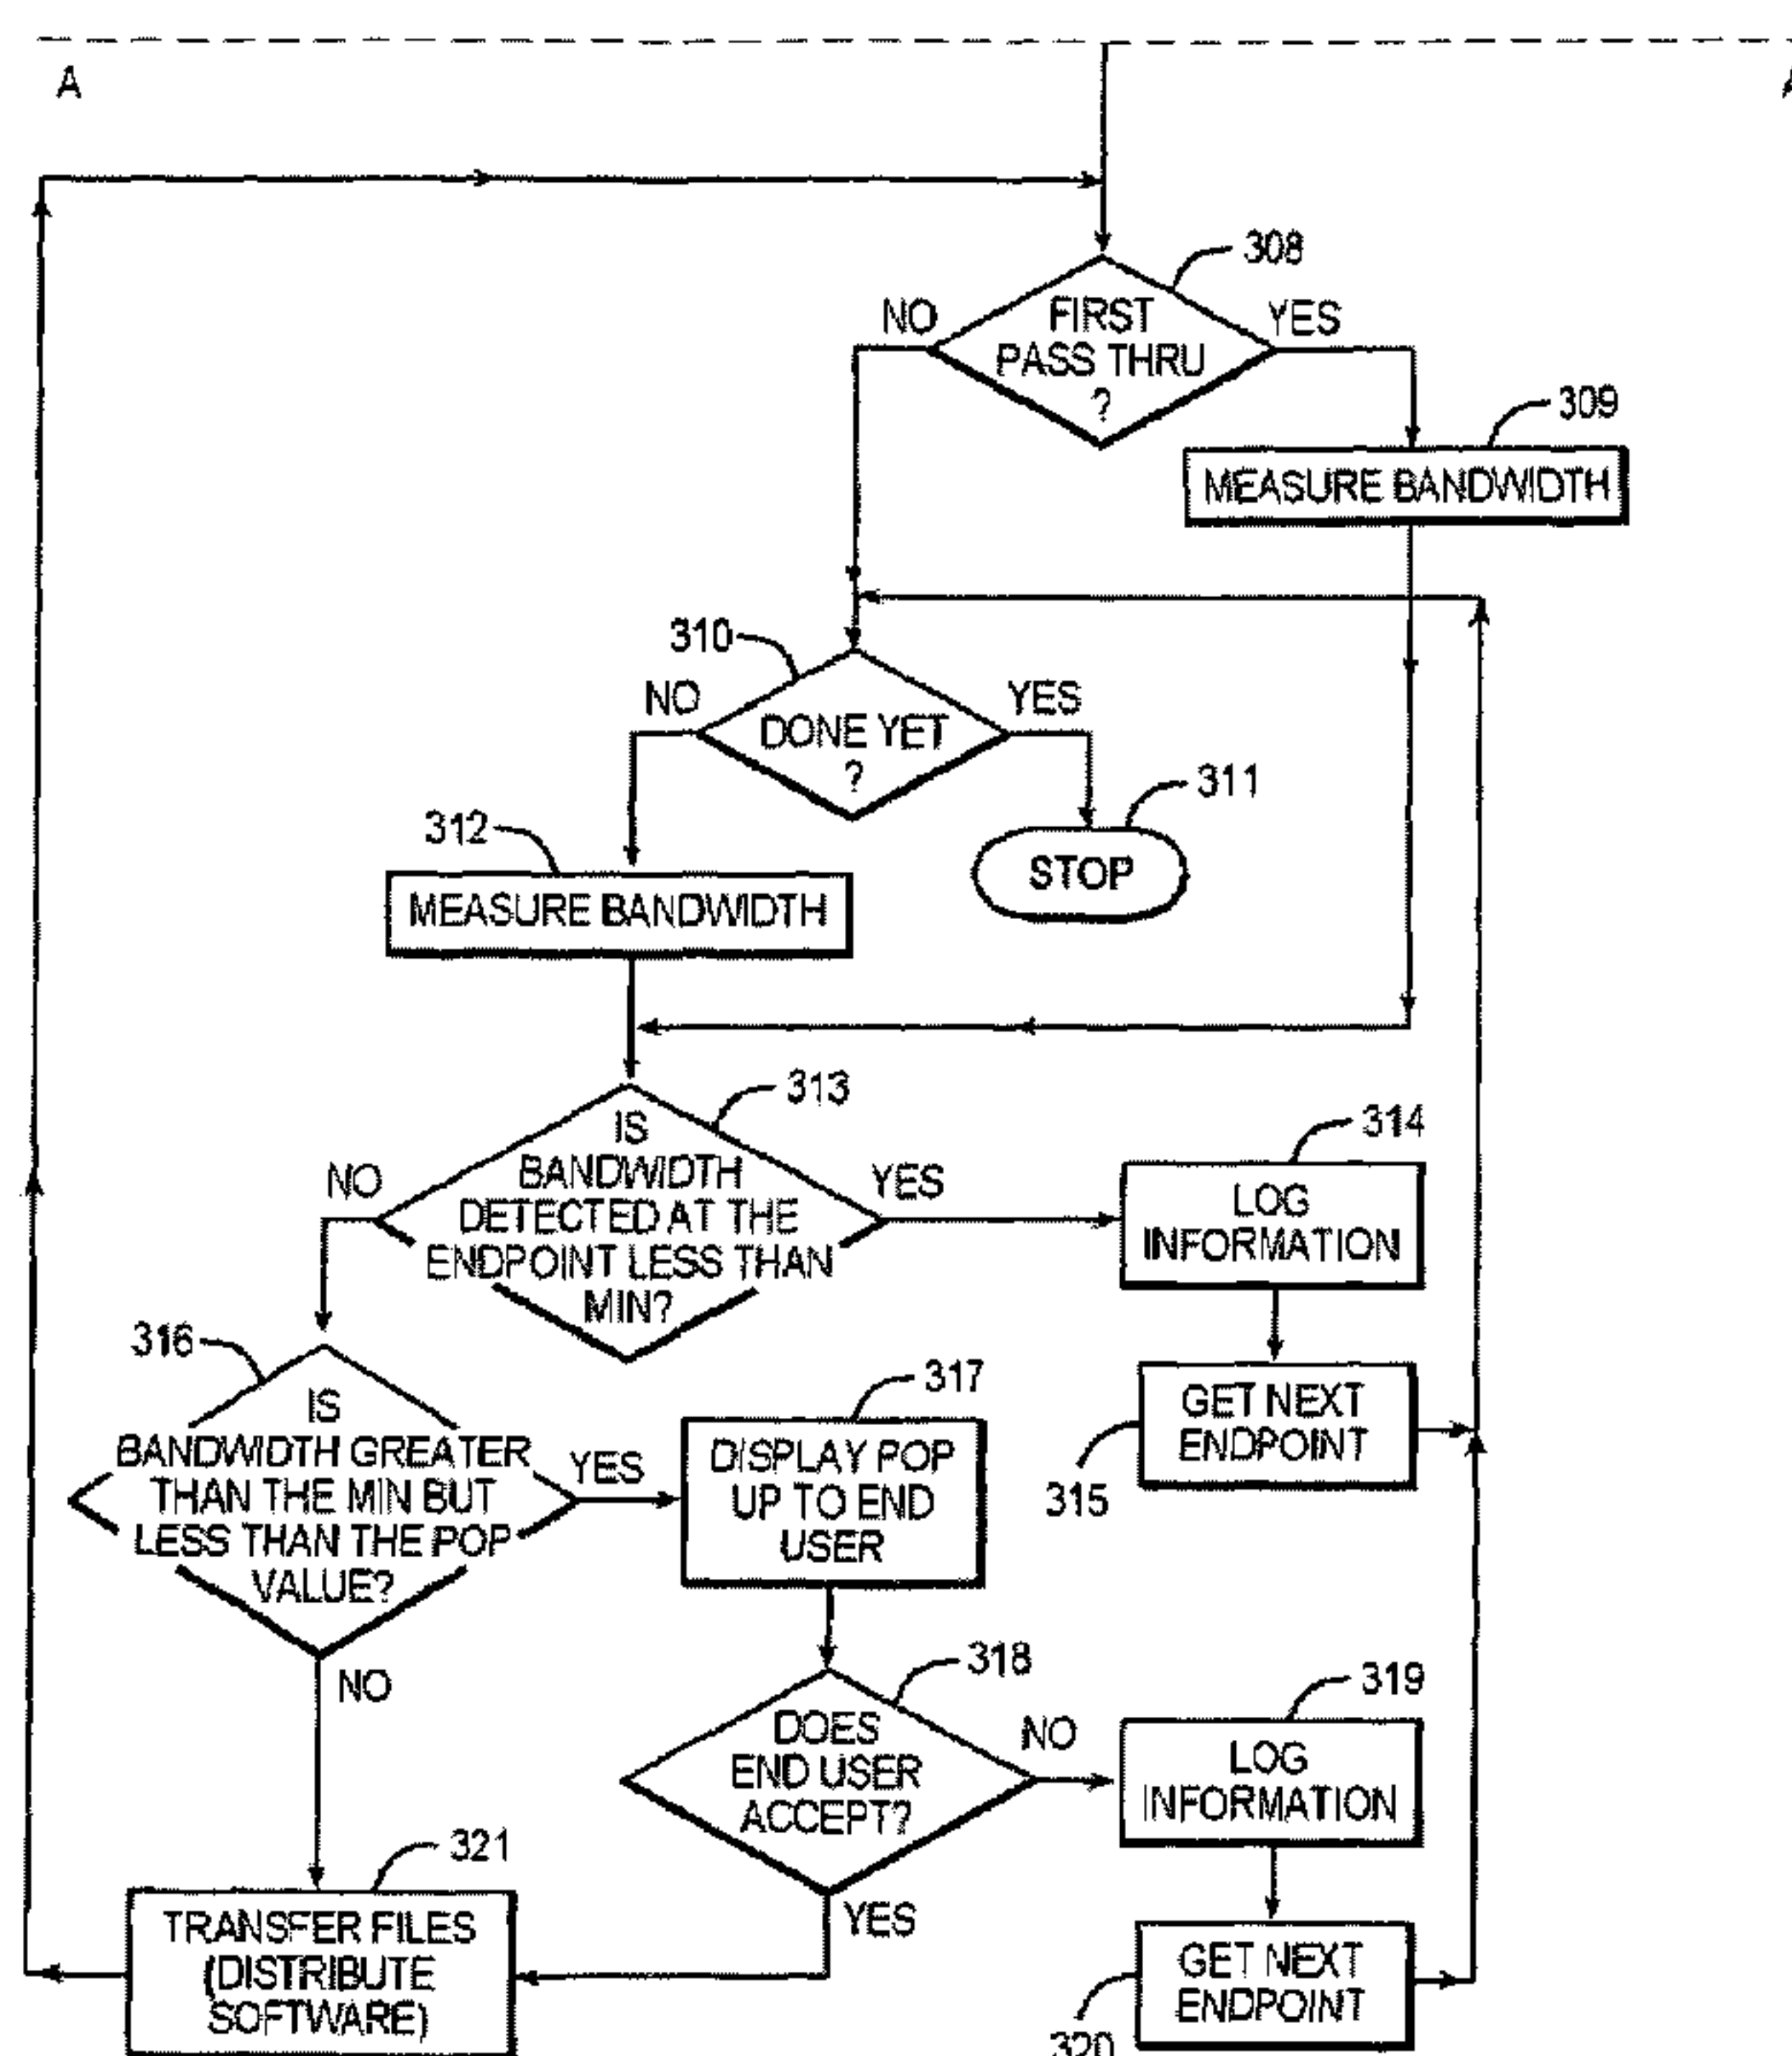 A
308
NO
FIRST
YES
PASS THRU
?
309
MEASURE BANDWIDTH
310
NO
YES
DONE YET
?
311
312
STOP
MEASURE BANDWIDTH
313
IS
314
NO
BANDWIDTH
YES
DETECTED AT THE
LOG
ENDPOINT LESS THAN
INFORMATION
MIN?
316
317
IS
GET NEXT
BANDWIDTH GREATER
DISPLAY POP
ENDPOINT
YES
THAN THE MIN BUT
UP TO END
315
LESS THAN THE POP
USER
VALUE?
318
319
NO
DOES
NO
LOG
END USER
INFORMATION
ACCEPT?
321
YES
TRANSFER FILES
GET NEXT
(DISTRIBUTE
ENDPOINT
SOFTWARE)
320